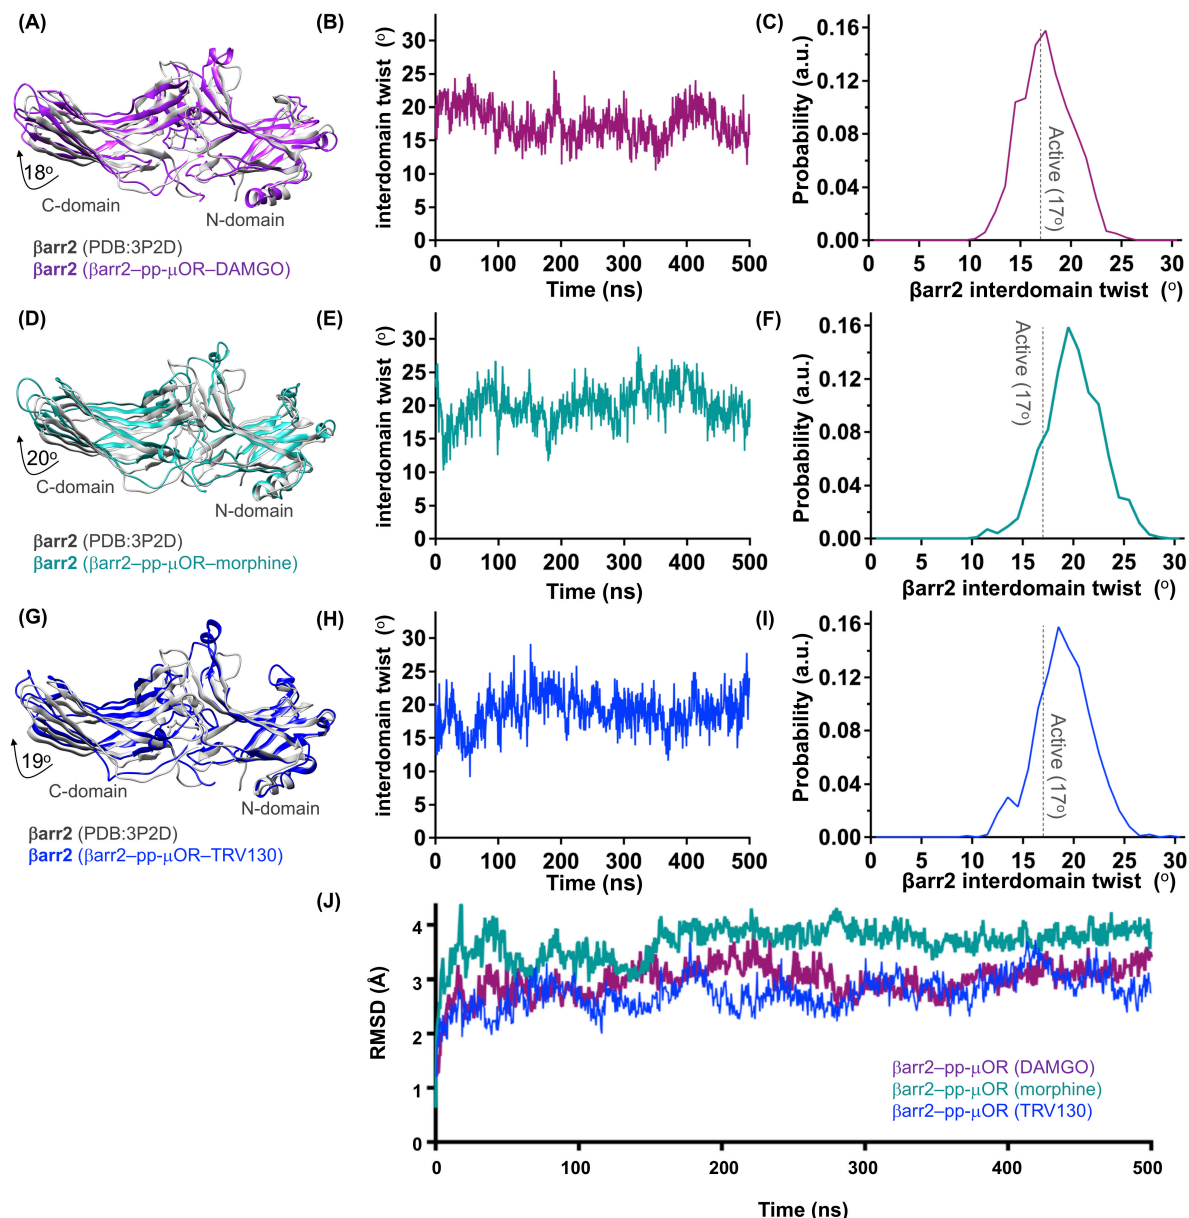 (A)
18o
C-domain
N-domain
βarr2 (PDB:3P2D)
βarr2 (βarr2–pp-μOR–DAMGO)
(B)
interdomain twist (o)
30
25
20
15
10
5
0
0 100 200 300 400 500
Time (ns)
(C)
Probability (a.u.)
0.16
0.12
0.08
0.04
0.00
Active (17o)
0 5 10 15 20 25 30
βarr2 interdomain twist (o)
(D)
20o
C-domain
N-domain
βarr2 (PDB:3P2D)
βarr2 (βarr2–pp-μOR–morphine)
(E)
interdomain twist (o)
30
25
20
15
10
5
0
0 100 200 300 400 500
Time (ns)
(F)
Probability (a.u.)
0.16
0.12
0.08
0.04
0.00
Active (17o)
0 5 10 15 20 25 30
βarr2 interdomain twist (o)
(G)
19o
C-domain
N-domain
βarr2 (PDB:3P2D)
βarr2 (βarr2–pp-μOR–TRV130)
(H)
interdomain twist (o)
30
25
20
15
10
5
0
0 100 200 300 400 500
Time (ns)
(I)
Probability (a.u.)
0.16
0.12
0.08
0.04
0.00
Active (17o)
0 5 10 15 20 25 30
βarr2 interdomain twist (o)
(J)
RMSD (Å)
4
3
2
1
0
βarr2–pp-μOR (DAMGO)
βarr2–pp-μOR (morphine)
βarr2–pp-μOR (TRV130)
0 100 200 300 400 500
Time (ns)